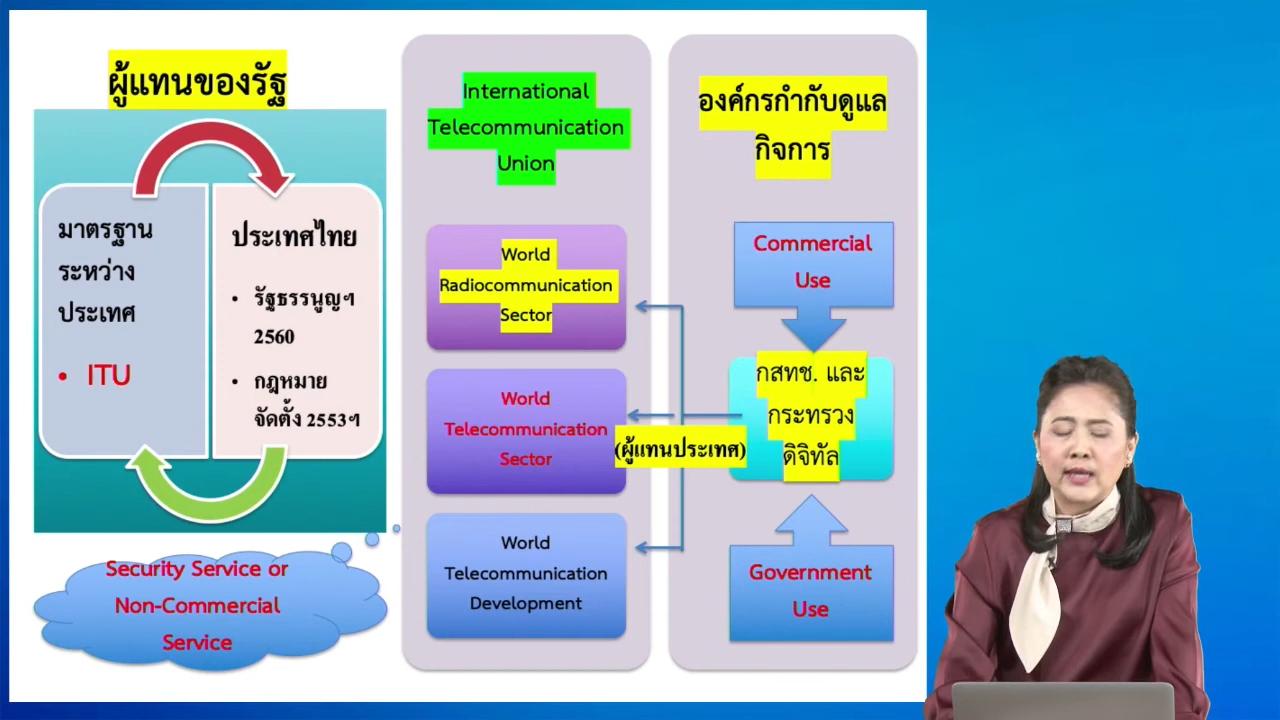 ผู้แทนของรัฐ
มาตรฐาน
ระหว่าง
ประเทศ
• ITU
ประเทศไทย
• รัฐธรรนูญฯ
2560
• กฎหมาย
จัดตั้ง 2553ฯ
Security Service or
Non-Commercial
Service
International
Telecommunication
Union
World
Radiocommunication
Sector
World
Telecommunication
Sector
World
Telecommunication
Development
(ผู้แทนประเทศ)
องค์กรกำกับดูแล
กิจการ
Commercial
Use
กสทช. และ
กระทรวง
ดิจิทัล
Government
Use